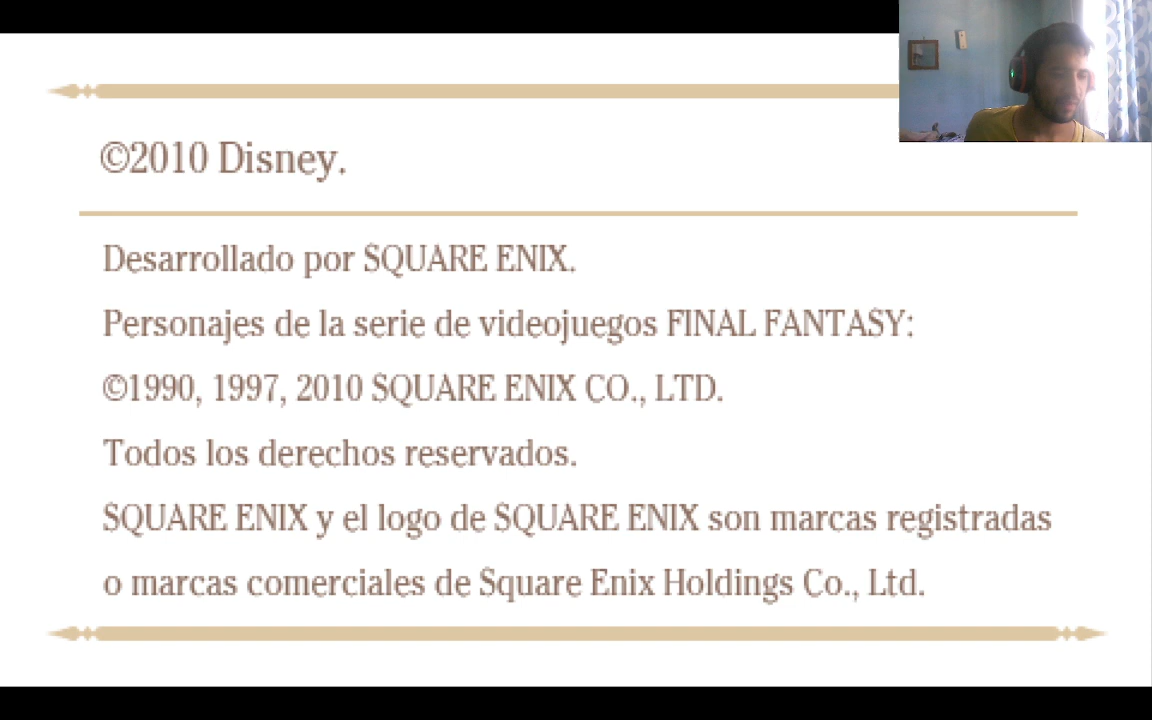 ©2010 Disney.
Desarrollado por SQUARE ENIX.
Personajes de la serie de videojuegos FINAL FANTASY:
©1990, 1997, 2010 SQUARE ENIX CO., LTD.
Todos los derechos reservados.
SQUARE ENIX y el logo de SQUARE ENIX son marcas registradas
o marcas comerciales de Square Enix Holdings Co., Ltd.